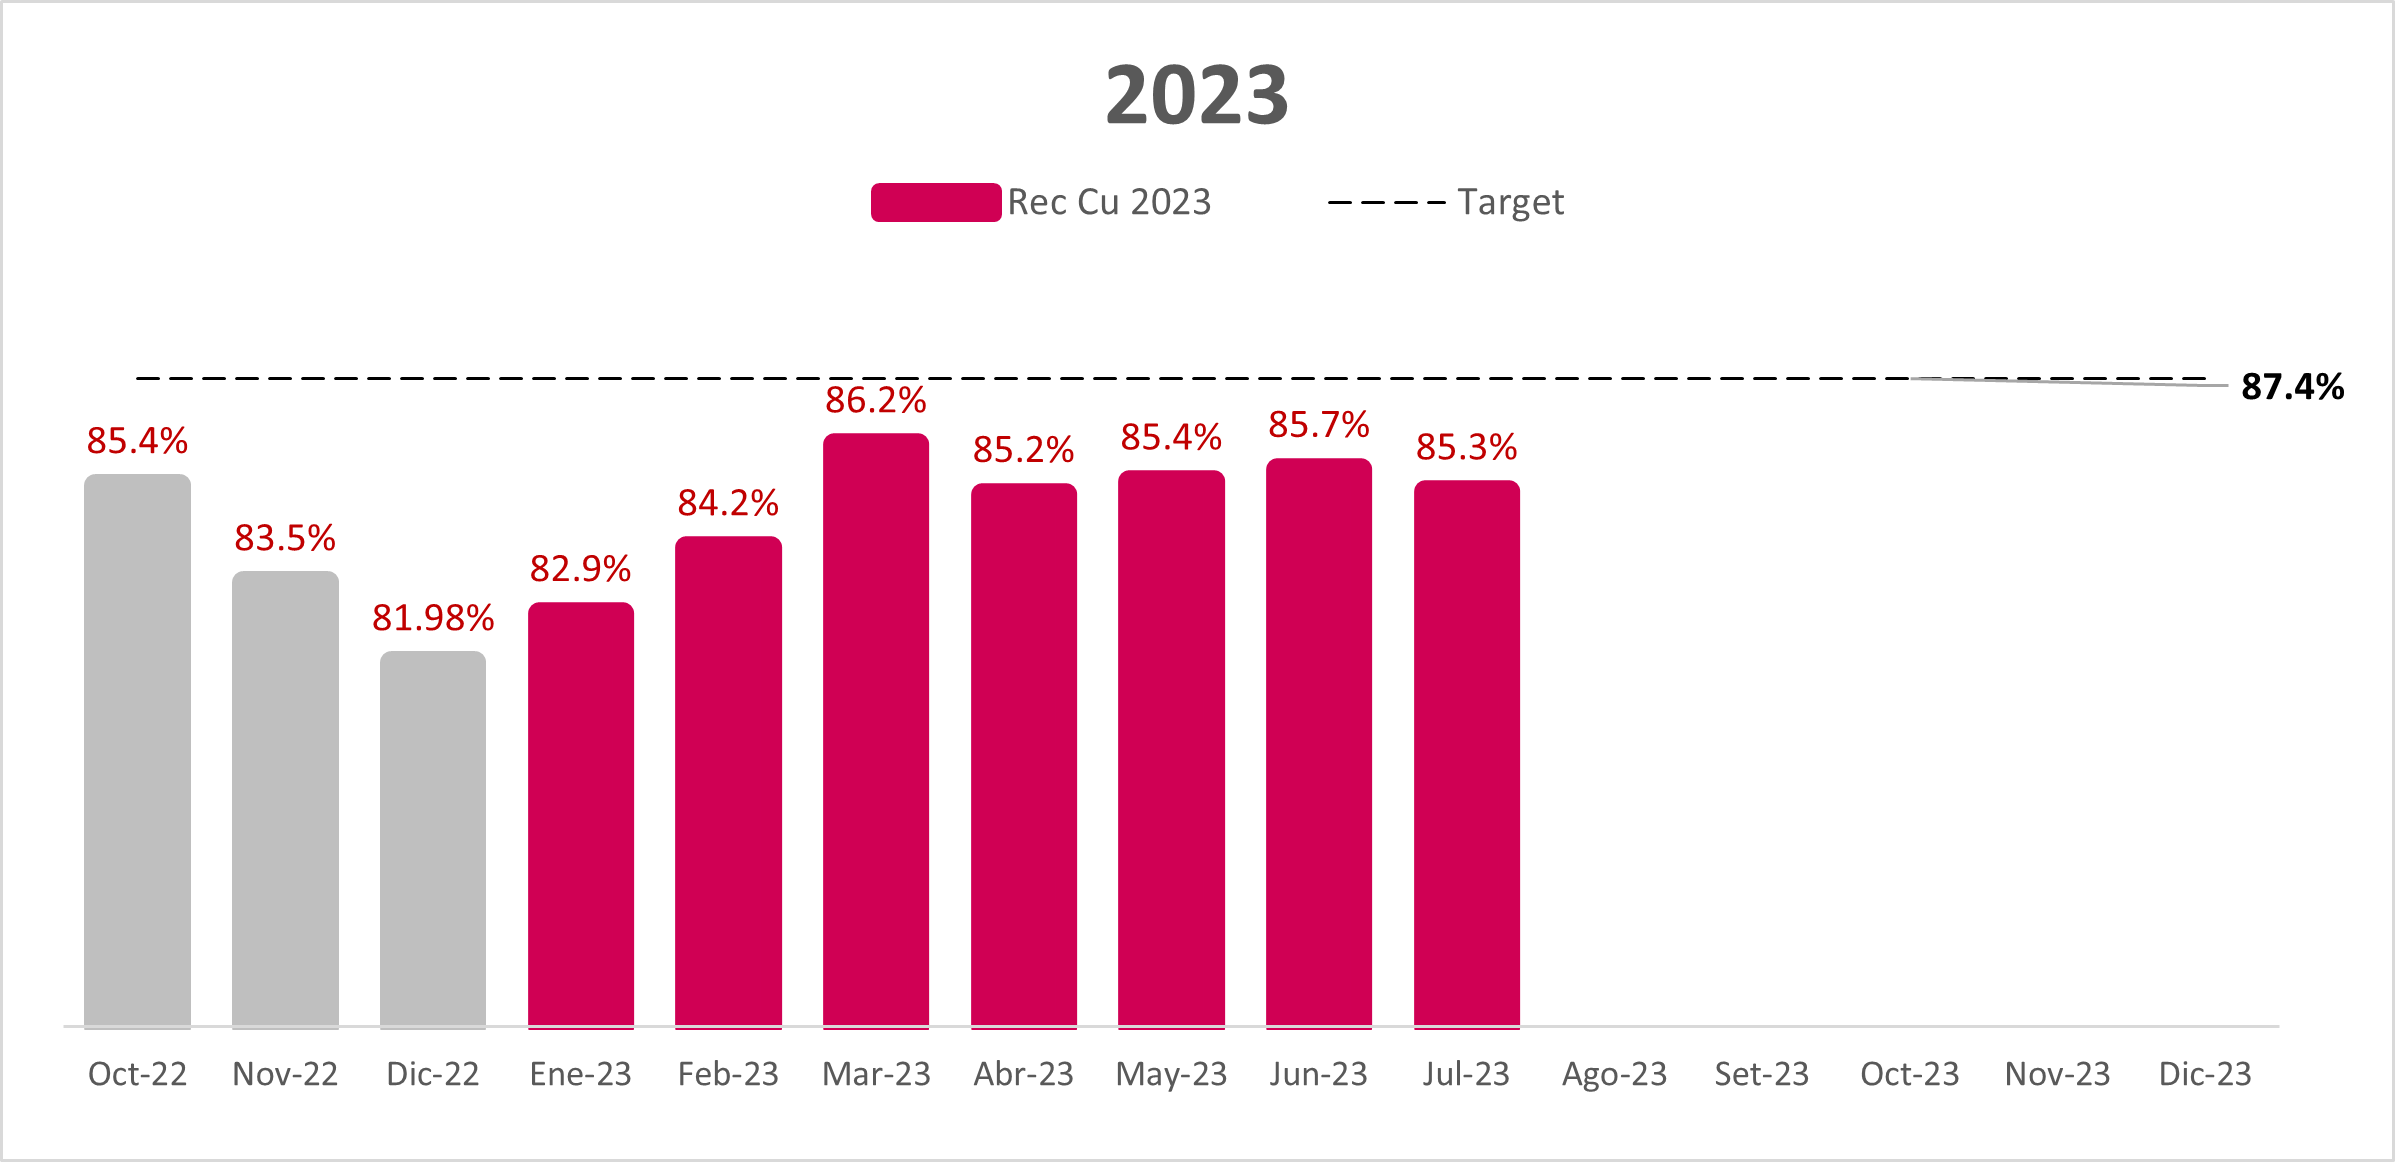 2023
Rec Cu 2023 Target
87.4%
86.2%
85.4% 85.2% 85.4% 85.7% 85.3%
84.2%
83.5%
82.9%
81.98%
Oct-22 Nov-22 Dic-22 Ene-23 Feb-23 Mar-23 Abr-23 May-23 Jun-23 Jul-23 Ago-23 Set-23 Oct-23 Nov-23 Dic-23